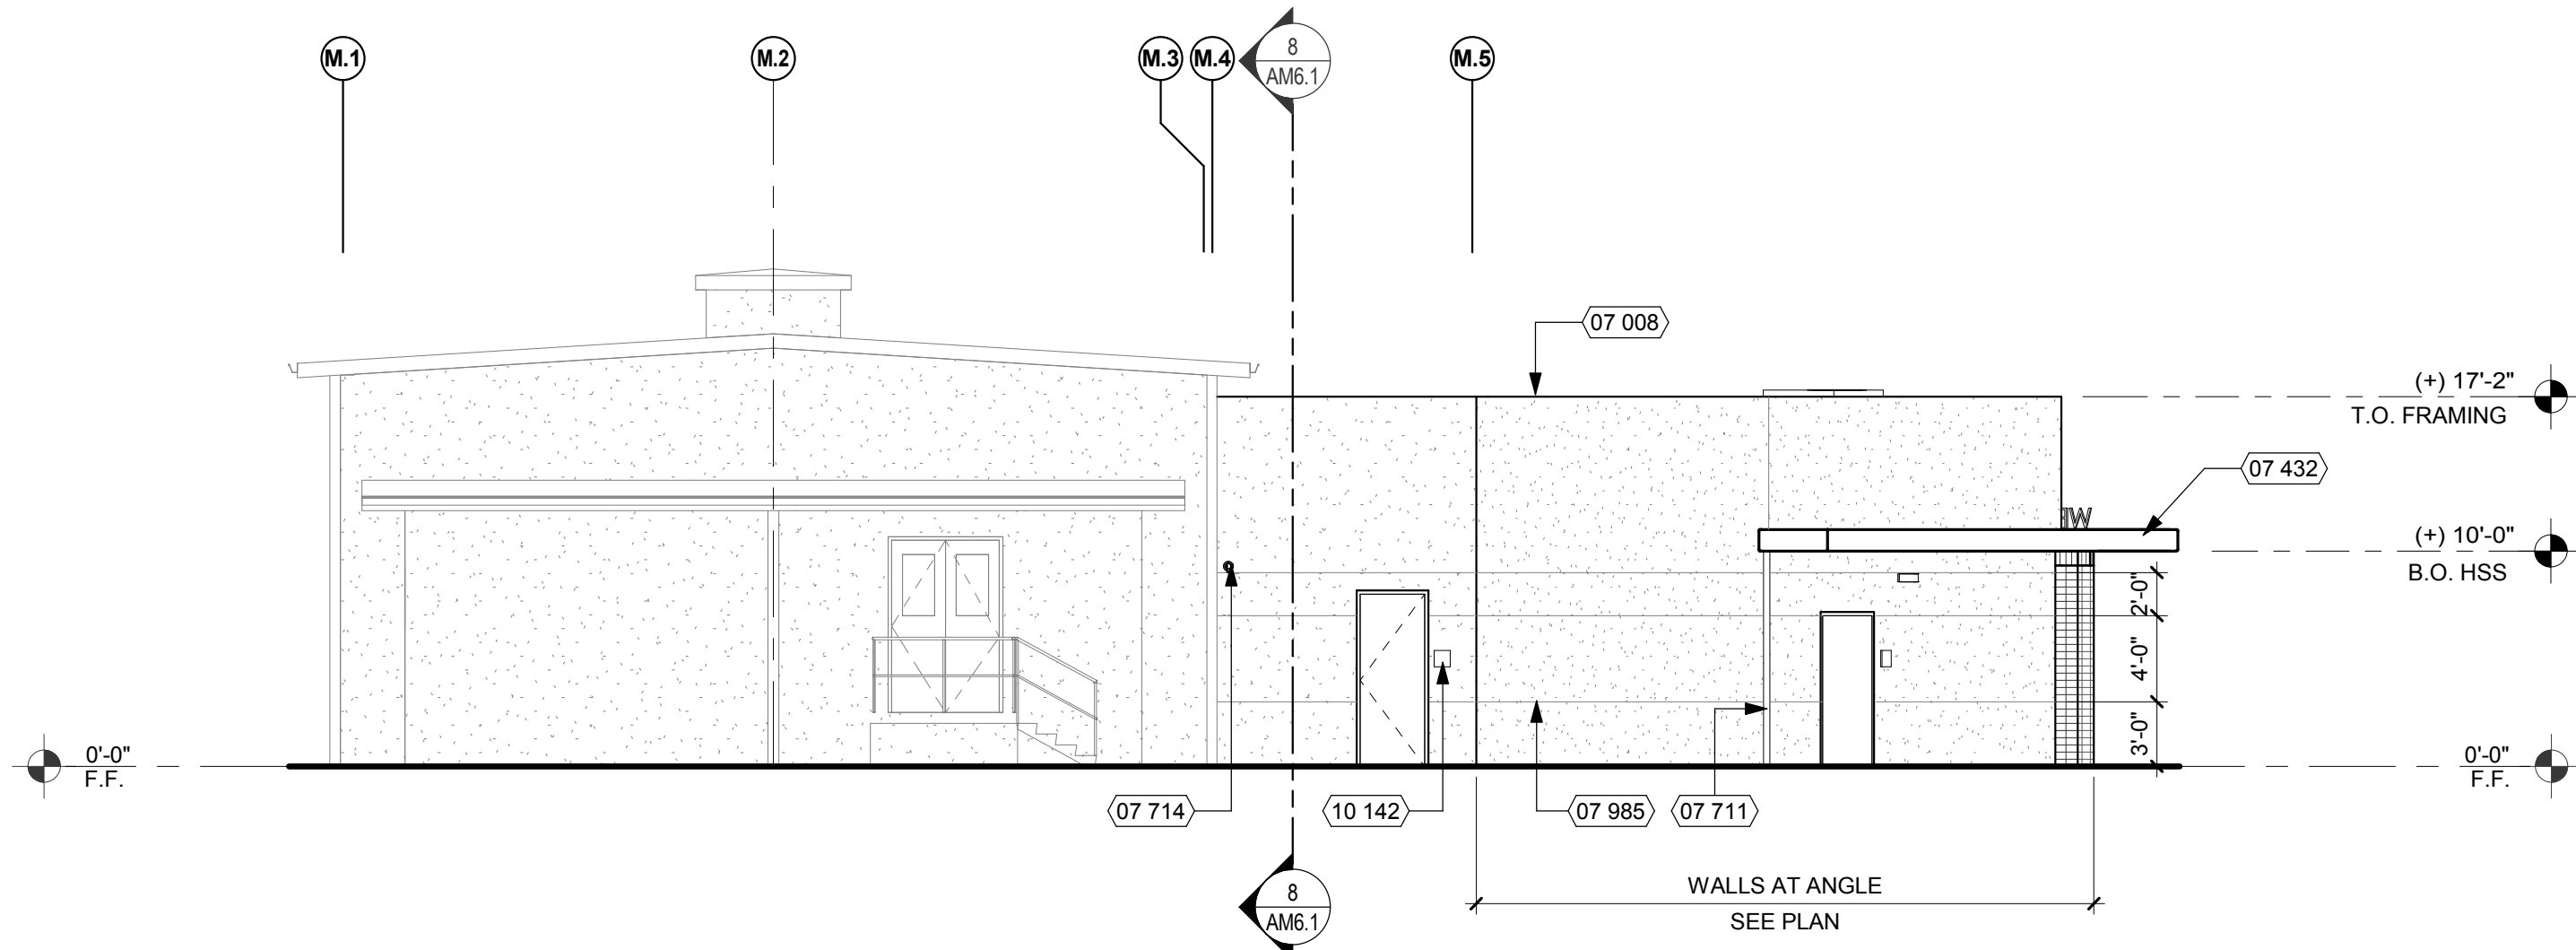 M.1
M.2
M.3
M.4
8
AM6.1
M.5
07 008
(+) 17'-2"
T.O. FRAMING
07 432
W
(+) 10'-0"
B.O. HSS
2'-0"
4'-0"
3'-0"
0'-0"
F.F.
0'-0"
F.F.
07 714
10 142
07 985
07 711
8
AM6.1
WALLS AT ANGLE
SEE PLAN